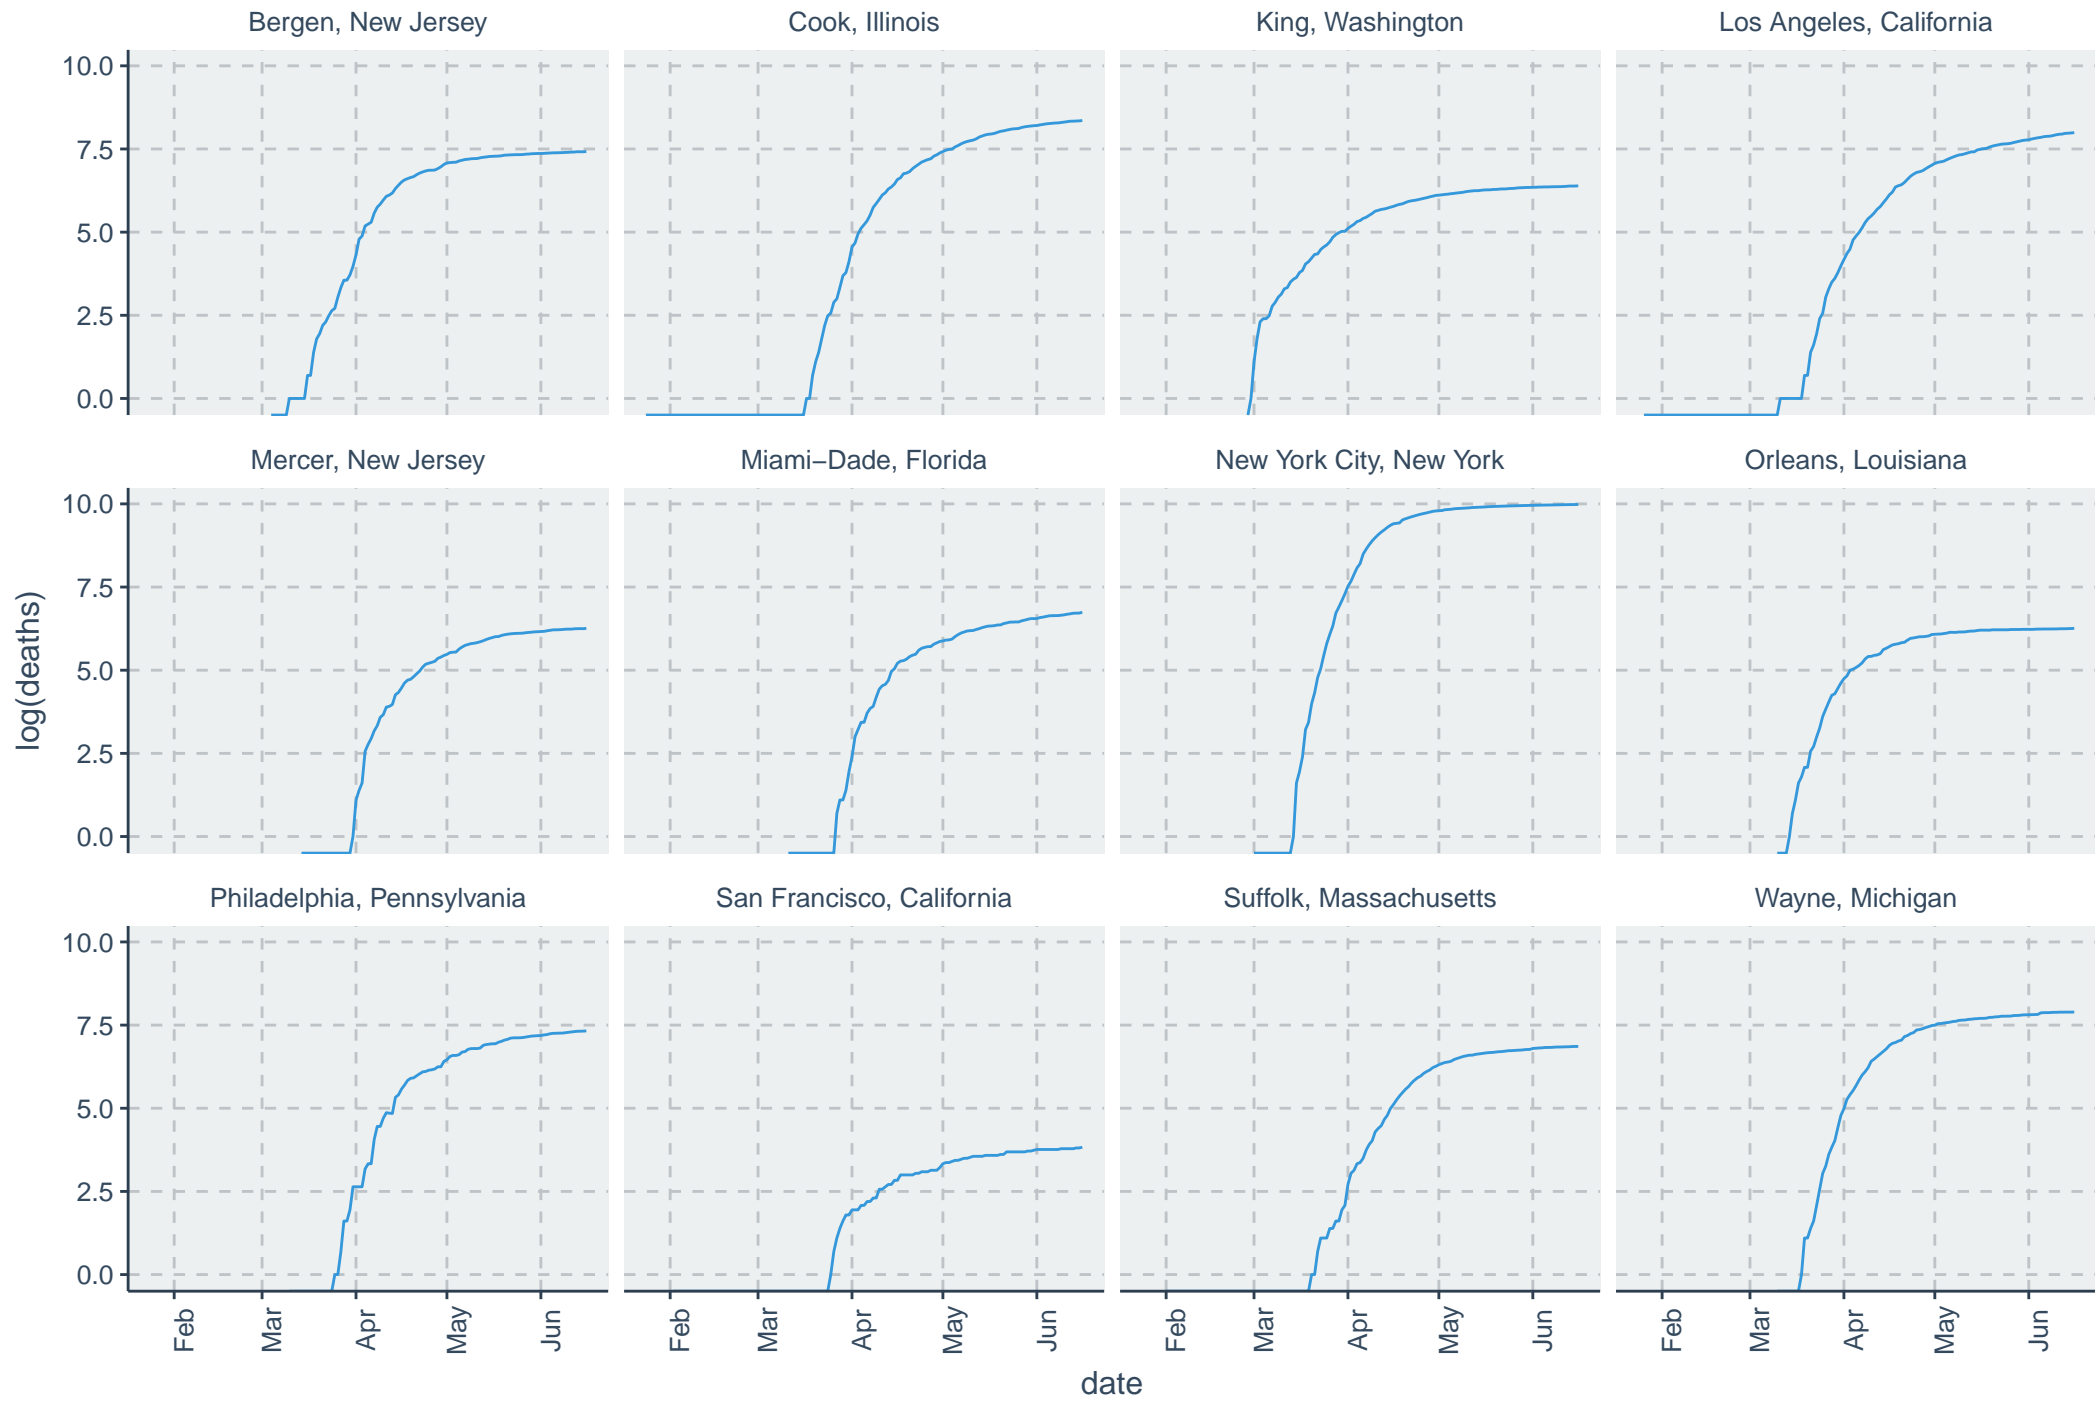 Bergen, New Jersey
Cook, Illinois
King, Washington
Los Angeles, California
10.0
7.5
5.0
2.5
0.0
Mercer, New Jersey
Miami−Dade, Florida
New York City, New York
Orleans, Louisiana
10.0
7.5
5.0
2.5
0.0
log(deaths)
Philadelphia, Pennsylvania
San Francisco, California
Suffolk, Massachusetts
Wayne, Michigan
10.0
7.5
5.0
2.5
0.0
Feb
Mar
Apr
May
Jun
Feb
Mar
Apr
May
Jun
Feb
Mar
Apr
May
Jun
Feb
Mar
Apr
May
Jun
date